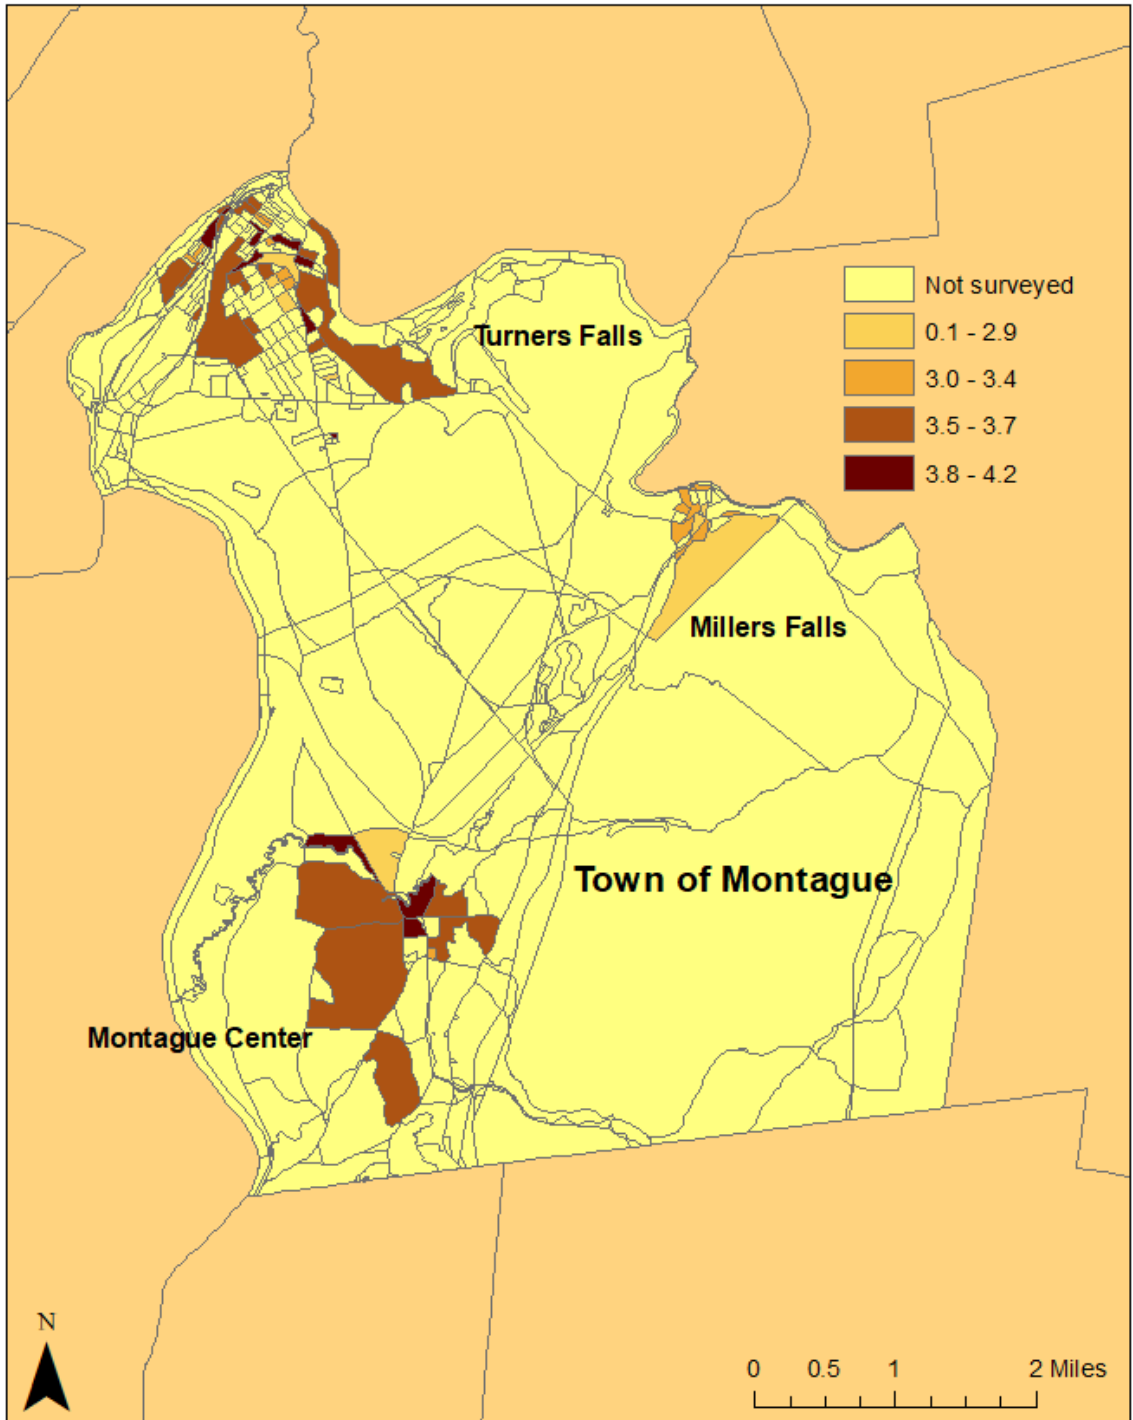 Not surveyed
0.1 - 2.9
Turners Falls
3.0 - 3.4
3.5 - 3.7
3.8 - 4.2
Millers Falls
Town of Montague
Montague Center
N
0 0.5 1 2 Miles